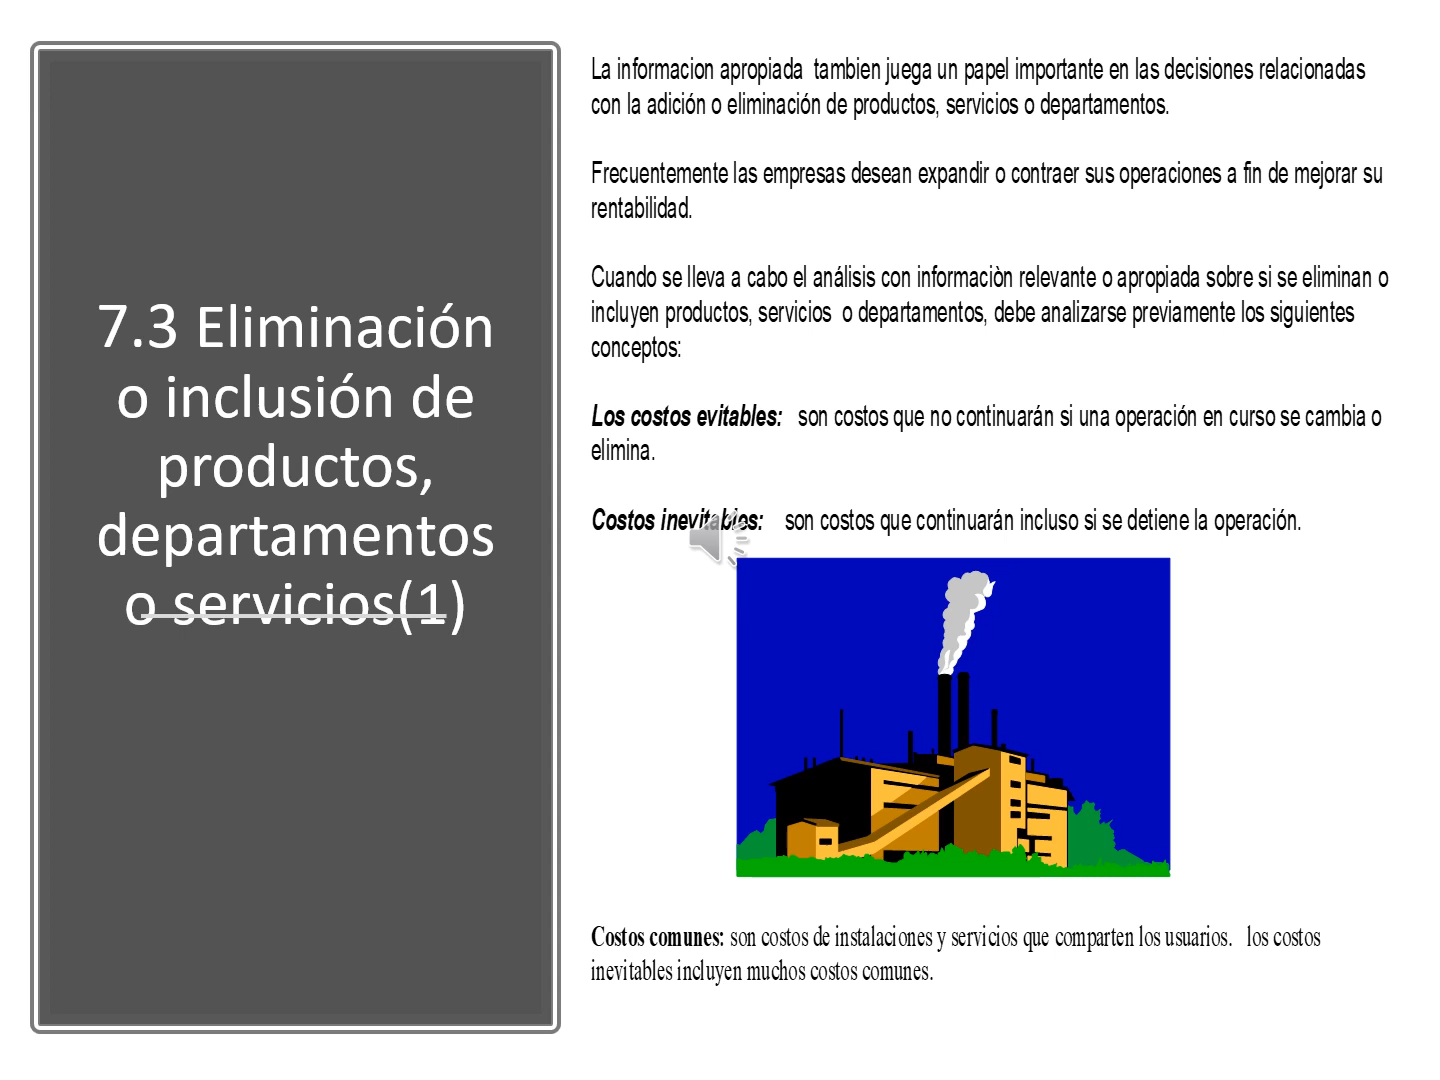 7.3 Eliminación
o inclusión de
productos,
departamentos
o servicios(1)
La informacion apropiada  tambien juega un papel importante en las decisiones relacionadas
con la adición o eliminación de productos, servicios o departamentos.
Frecuentemente las empresas desean expandir o contraer sus operaciones a fin de mejorar su
rentabilidad.
Cuando se lleva a cabo el análisis con informaciòn relevante o apropiada sobre si se eliminan o
incluyen productos, servicios  o departamentos, debe analizarse previamente los siguientes
conceptos:
Los costos evitables:   son costos que no continuarán si una operación en curso se cambia o
elimina.
Costos inevitables:    son costos que continuarán incluso si se detiene la operación.
Costos comunes: son costos de instalaciones y servicios que comparten los usuarios.   los costos
inevitables incluyen muchos costos comunes.